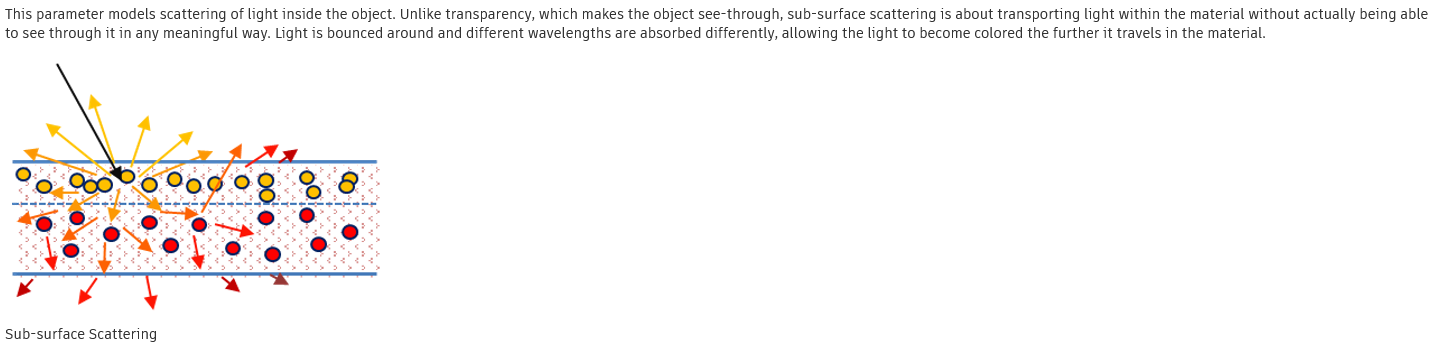 This parameter models scattering of light inside the object. Unlike transparency, which makes the object see-through, sub-surface scattering is about transporting light within the material without actually being able
to see through it in any meaningful way. Light is bounced around and different wavelengths are absorbed differently, allowing the light to become colored the further it travels in the material.
Sub-surface Scattering